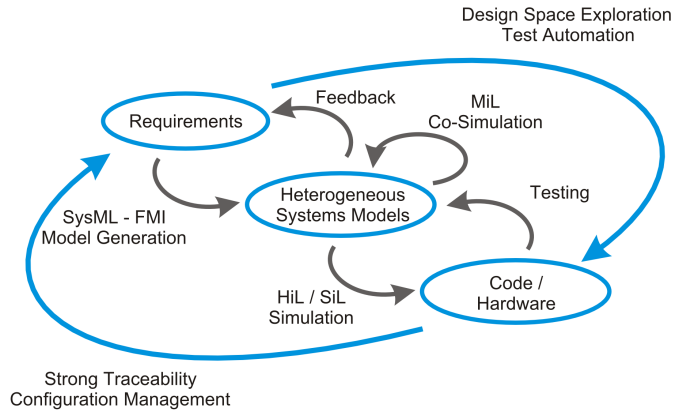 Design Space Exploration
Test Automation
Feedback
MiL
Co-Simulation
Requirements
Testing
Heterogeneous
Systems Models
SysML - FMI
Model Generation
Code /
Hardware
HiL / SiL
Simulation
Strong Traceability
Configuration Management